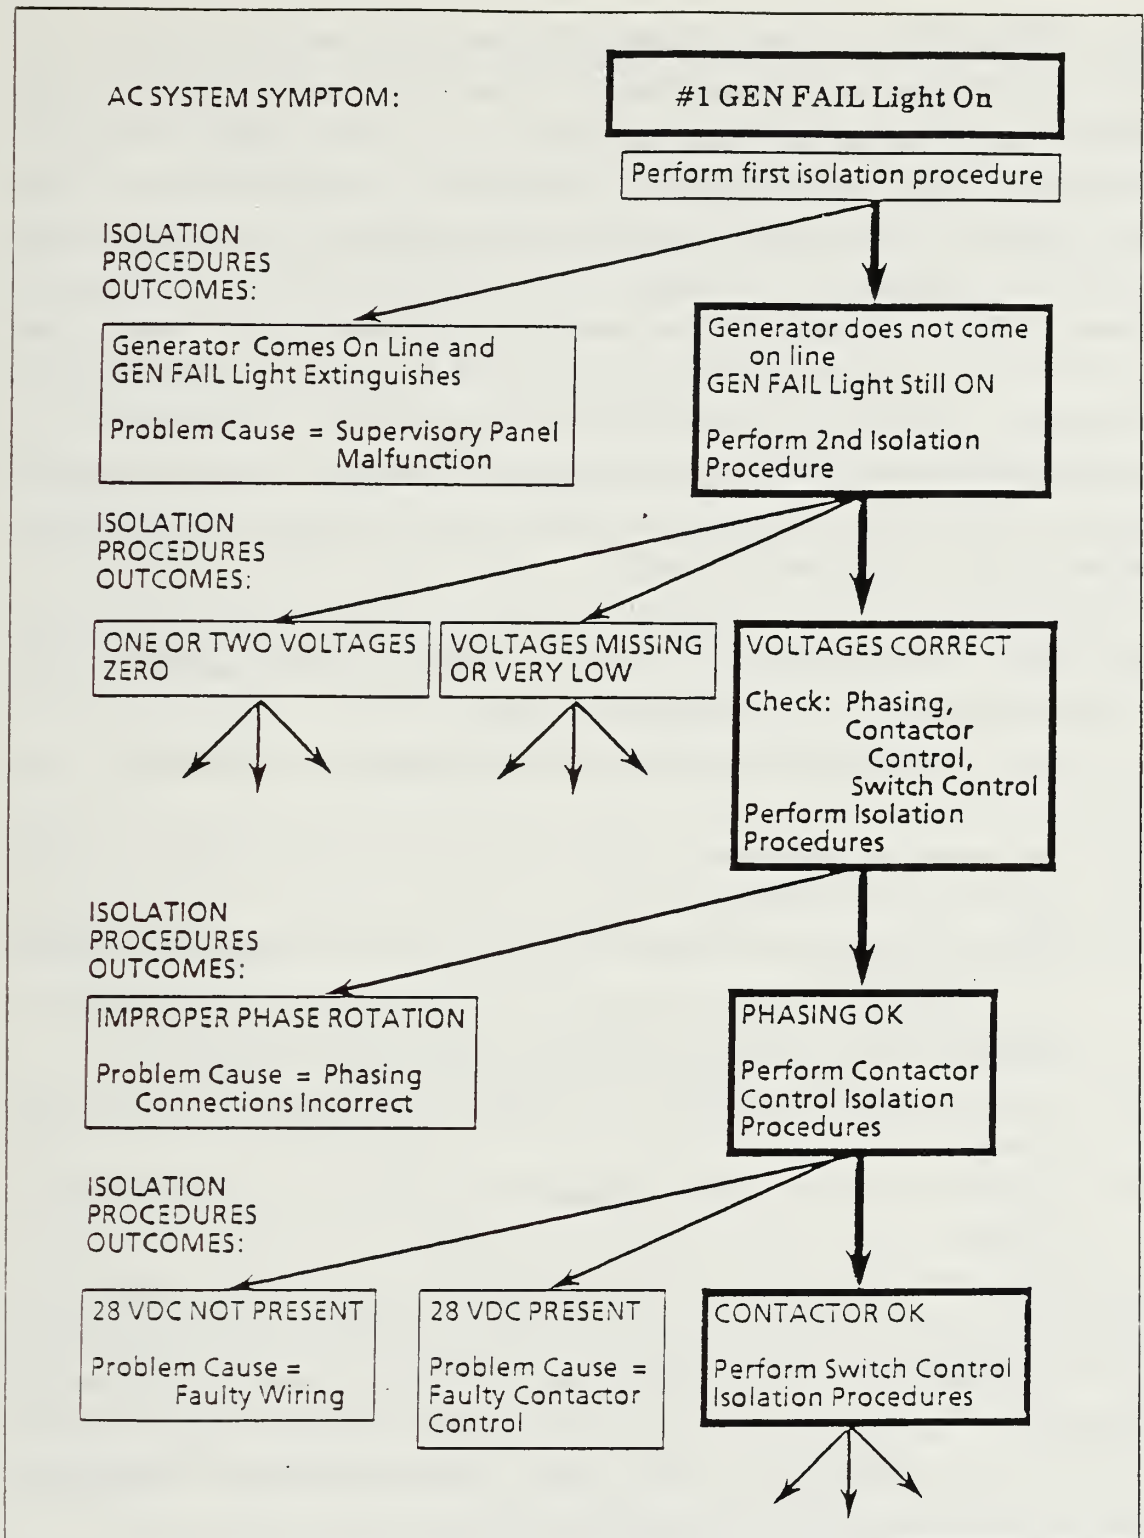 AC SYSTEM SYMPTOM:
#1 GEN FAIL Light On
Perform first isolation procedure
ISOLATION
PROCEDURES
OUTCOMES:
Generator Comes On Line and
GEN FAIL Light Extinguishes
Problem Cause = Supervisory Panel
Malfunction
Generator does not come
on line
GEN FAIL Light Still ON
Perform 2nd Isolation
Procedure
ISOLATION
PROCEDURES
OUTCOMES:
ONE OR TWO VOLTAGES
ZERO
VOLTAGES MISSING
OR VERY LOW
VOLTAGES CORRECT
Check: Phasing,
Contactor
Control,
Switch Control
Perform Isolation
Procedures
ISOLATION
PROCEDURES
OUTCOMES:
IMPROPER PHASE ROTATION
Problem Cause = Phasing
Connections Incorrect
PHASING OK
Perform Contactor
Control Isolation
Procedures
ISOLATION
PROCEDURES
OUTCOMES:
28 VDC NOT PRESENT
Problem Cause =
Faulty Wiring
28 VDC PRESENT
Problem Cause =
Faulty Contactor
Control
CONTACTOR OK
Perform Switch Control
Isolation Procedures